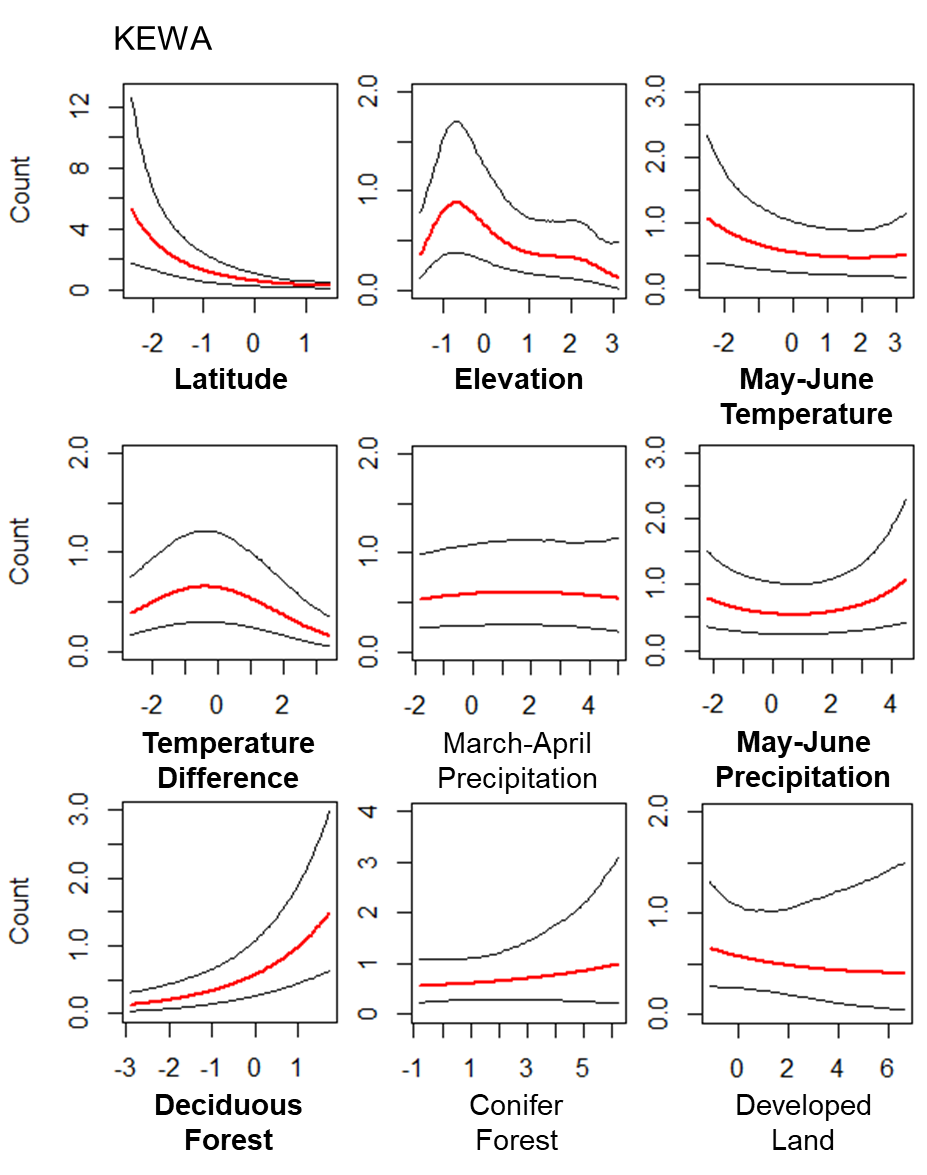 KEWA
Count
12
8
4
0
-2 -1 0 1
Latitude
2.0
1.0
0.0
-1 0 1 2 3
Elevation
3.0
2.0
1.0
0.0
-2 0 1 2 3
May-June
Temperature
Count
2.0
1.0
0.0
-2 0 2
Temperature
Difference
2.0
1.0
0.0
-2 0 2 4
March-April
Precipitation
3.0
2.0
1.0
0.0
-2 0 2 4
May-June
Precipitation
Count
3.0
2.0
1.0
0.0
-3 -2 -1 0 1
Deciduous
Forest
4
3
2
1
0
-1 1 3 5
Conifer
Forest
2.0
1.0
0.0
0 2 4 6
Developed
Land